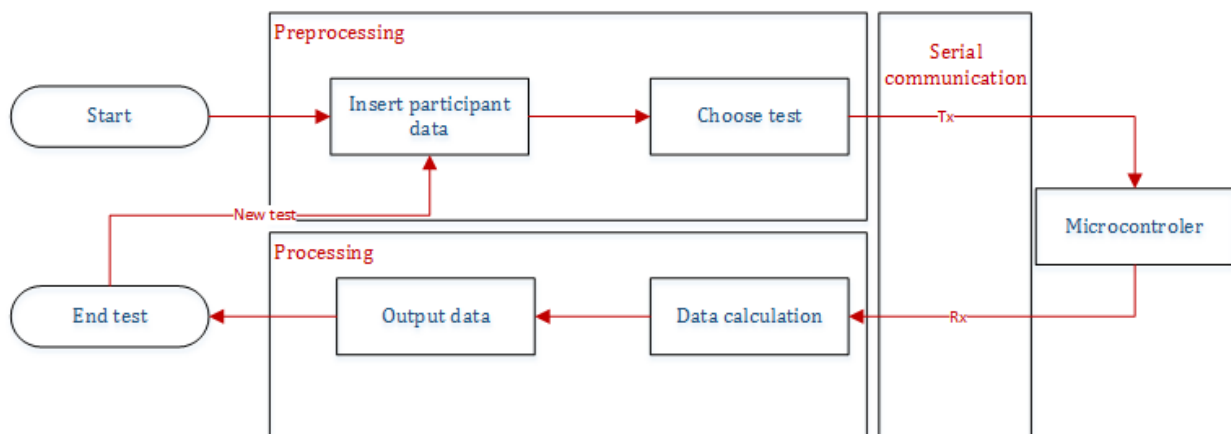 Preprocessing
Serial
communication
Start
Insert participant
data
Choose test
Tx
New test
Microcontroler
Processing
End test
Output data
Data calculation
Rx